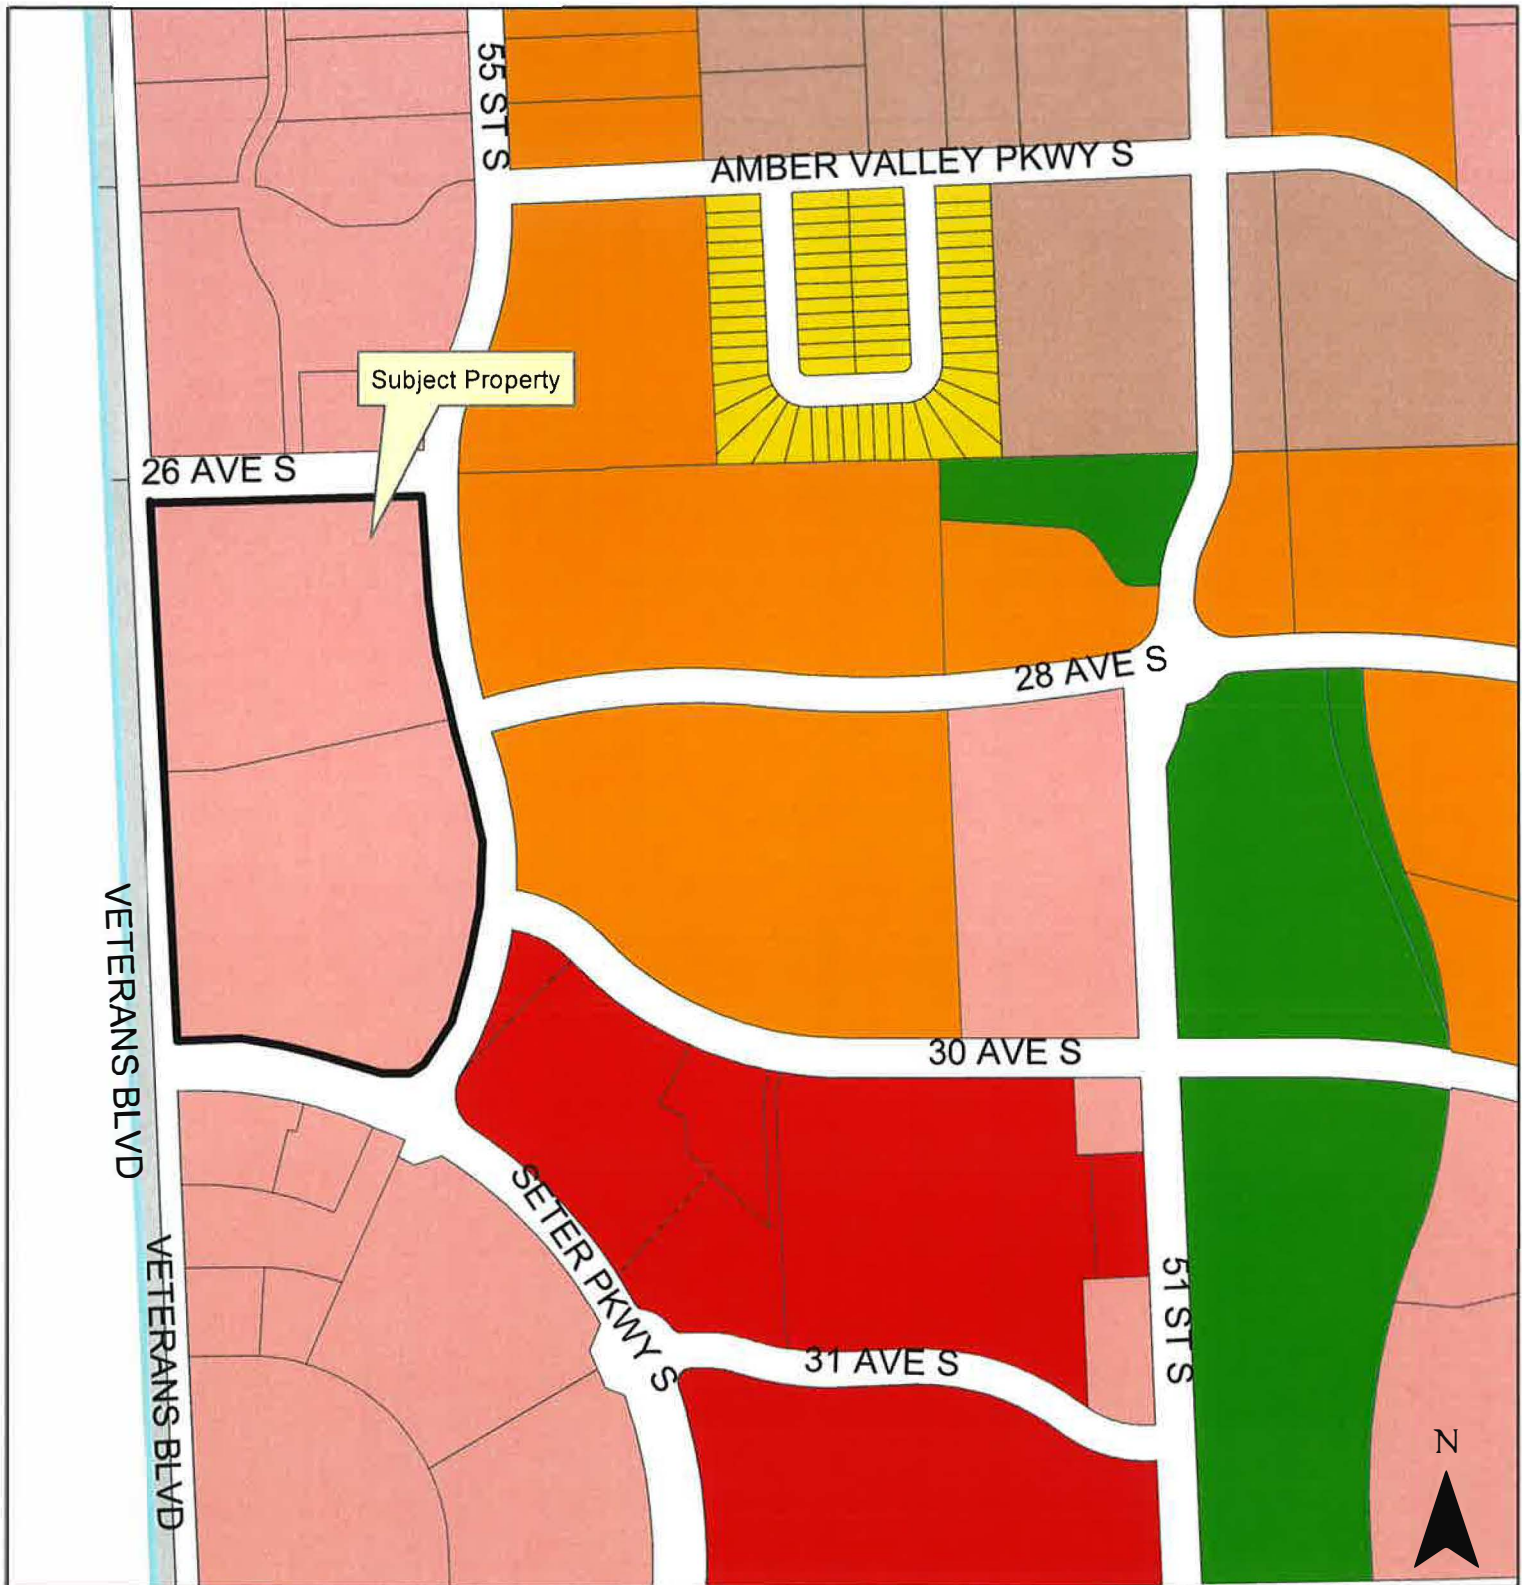 55 ST S
AMBER VALLEY PKWY S
Subject Property
26 AVE S
28 AVE S
VETERANS BLVD
30 AVE S
SETER PKWY S
VETERANS BLVD
51 ST S
31 AVE S
N